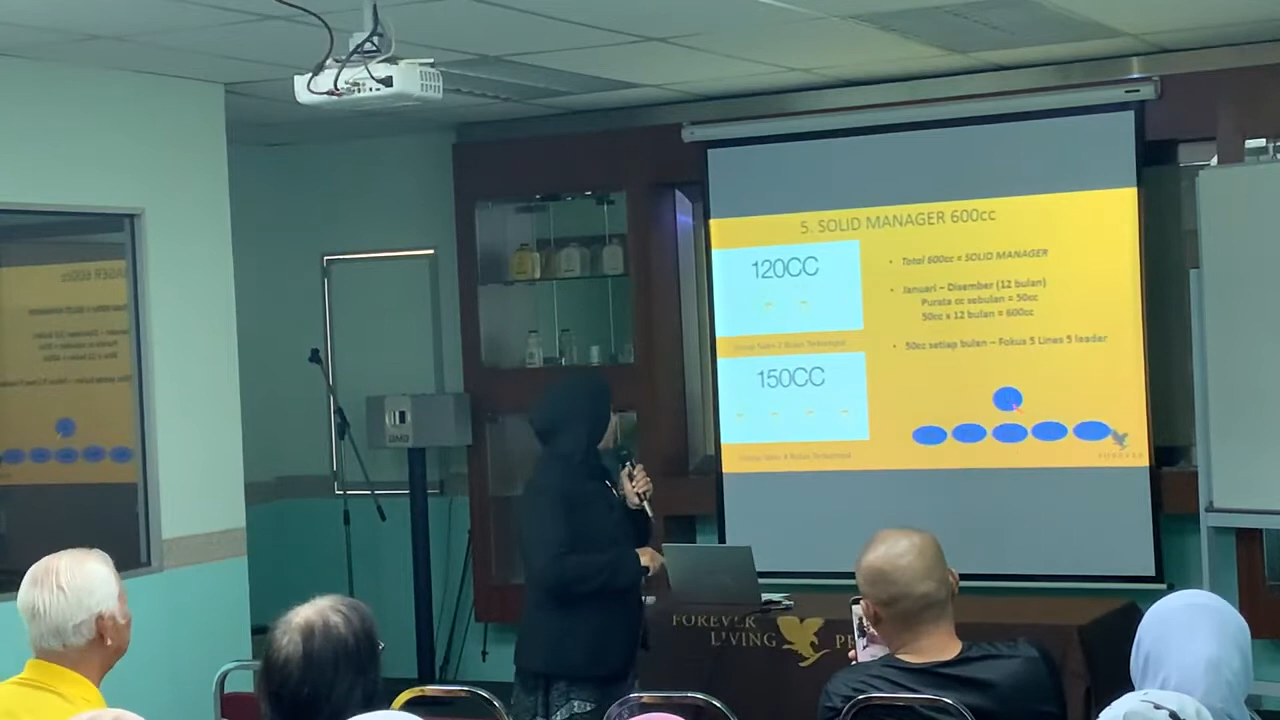 5. SOLID MANAGER 600cc
120CC
150CC
• Total 600cc = SOLID MANAGER
• Januari – Disember (12 bulan)
Purata cc sebulan = 50cc
50cc x 12 bulan = 600cc
• 50cc setiap bulan – Fokus 5 Lines 5 leader
FOREVER
FOREVER
LIVING